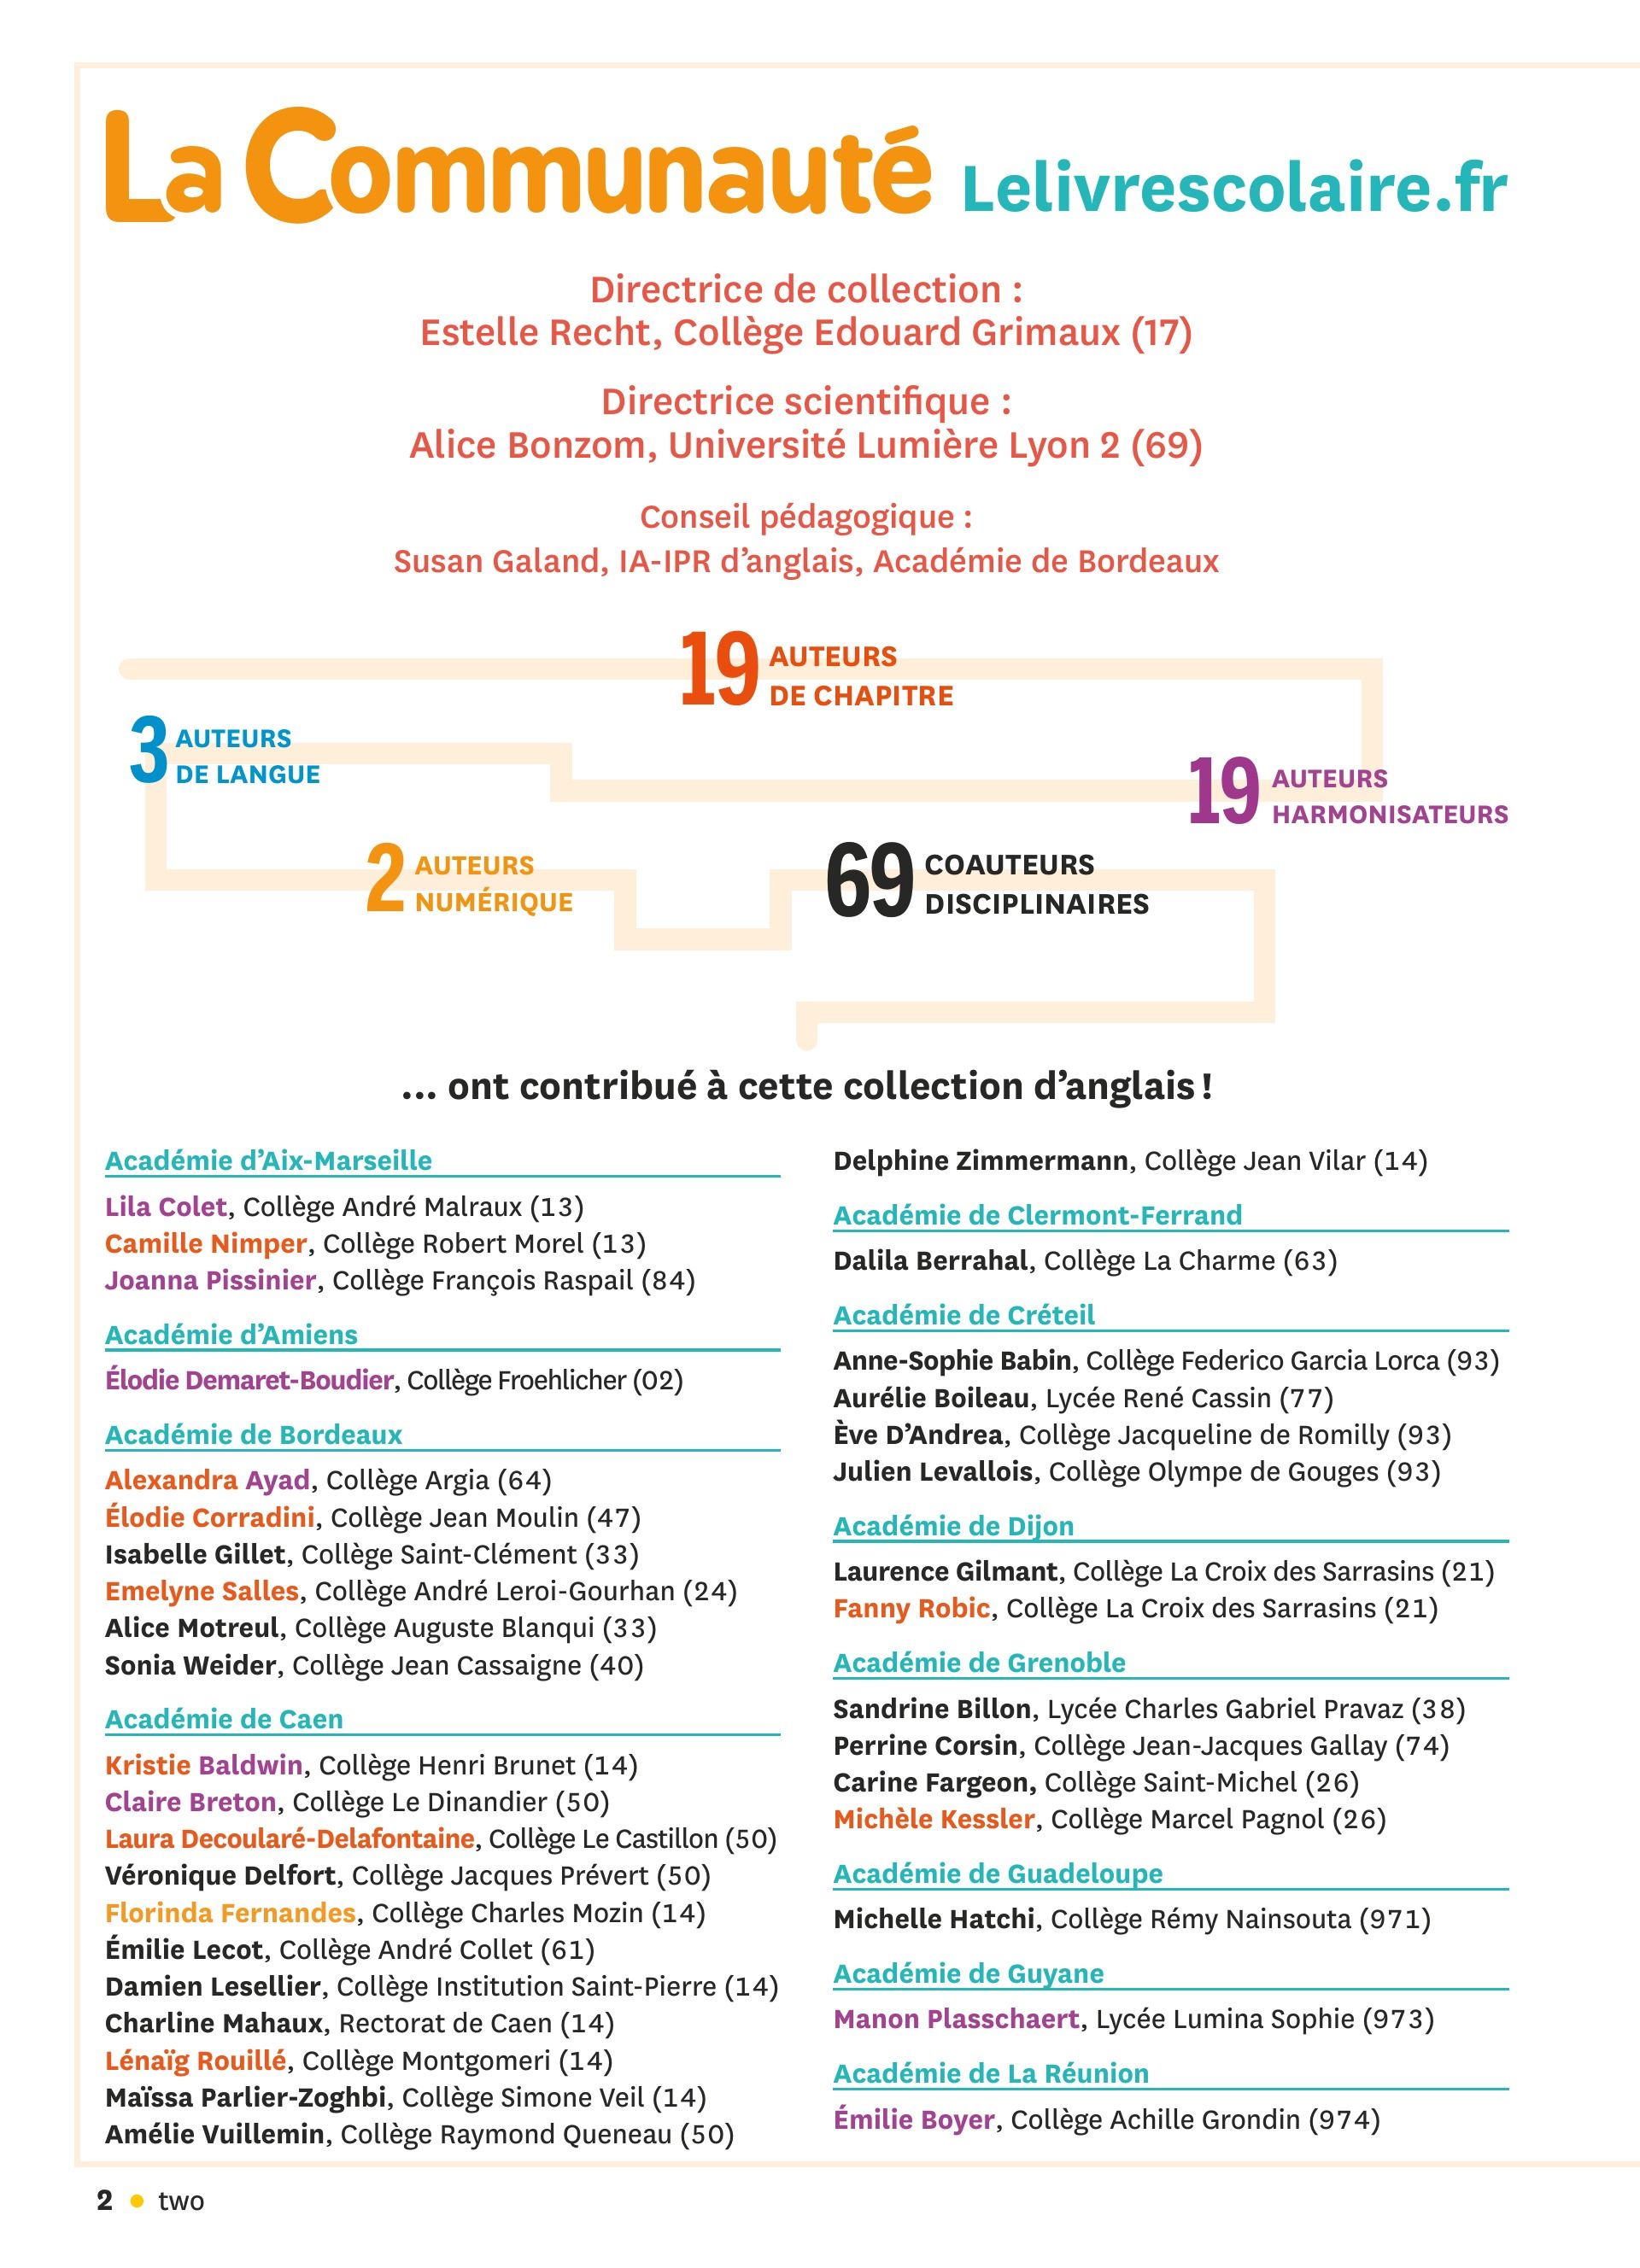 La Communauté Lelivrescolaire.fr
Directrice de collection :
Estelle Recht, Collège Edouard Grimaux (17)
Directrice scientifique :
Alice Bonzom, Université Lumière Lyon 2 (69)
Conseil pédagogique :
Susan Galand, IA-IPR d’anglais, Académie de Bordeaux
19 AUTEURS
DE CHAPITRE
3 AUTEURS
DE LANGUE
19 AUTEURS
HARMONISATEURS
2 AUTEURS
NUMÉRIQUE
69 COAUTEURS
DISCIPLINAIRES
... ont contribué à cette collection d’anglais !
Académie d’Aix-Marseille
Lila Colet, Collège André Malraux (13)
Camille Nimper, Collège Robert Morel (13)
Joanna Pissinier, Collège François Raspail (84)
Académie d’Amiens
Élodie Demaret-Boudier, Collège Froehlicher (02)
Académie de Bordeaux
Alexandra Ayad, Collège Argia (64)
Élodie Corradini, Collège Jean Moulin (47)
Isabelle Gillet, Collège Saint-Clément (33)
Emelyne Salles, Collège André Leroi-Gourhan (24)
Alice Motreul, Collège Auguste Blanqui (33)
Sonia Weider, Collège Jean Cassaigne (40)
Académie de Caen
Kristie Baldwin, Collège Henri Brunet (14)
Claire Breton, Collège Le Dinandier (50)
Laura Decoularé-Delafontaine, Collège Le Castillon (50)
Véronique Delfort, Collège Jacques Prévert (50)
Florinda Fernandes, Collège Charles Mozin (14)
Émilie Lecot, Collège André Collet (61)
Damien Lesellier, Collège Institution Saint-Pierre (14)
Charline Mahaux, Rectorat de Caen (14)
Lénaïg Rouillé, Collège Montgomeri (14)
Maïssa Parlier-Zoghbi, Collège Simone Veil (14)
Amélie Vuillemin, Collège Raymond Queneau (50)
Delphine Zimmermann, Collège Jean Vilar (14)
Académie de Clermont-Ferrand
Dalila Berrahal, Collège La Charme (63)
Académie de Créteil
Anne-Sophie Babin, Collège Federico Garcia Lorca (93)
Aurélie Boileau, Lycée René Cassin (77)
Ève D’Andrea, Collège Jacqueline de Romilly (93)
Julien Levallois, Collège Olympe de Gouges (93)
Académie de Dijon
Laurence Gilmant, Collège La Croix des Sarrasins (21)
Fanny Robic, Collège La Croix des Sarrasins (21)
Académie de Grenoble
Sandrine Billon, Lycée Charles Gabriel Pravaz (38)
Perrine Corsin, Collège Jean-Jacques Gallay (74)
Carine Fargeon, Collège Saint-Michel (26)
Michèle Kessler, Collège Marcel Pagnol (26)
Académie de Guadeloupe
Michelle Hatchi, Collège Rémy Nainsouta (971)
Académie de Guyane
Manon Plasschaert, Lycée Lumina Sophie (973)
Académie de La Réunion
Émilie Boyer, Collège Achille Grondin (974)
2 • two